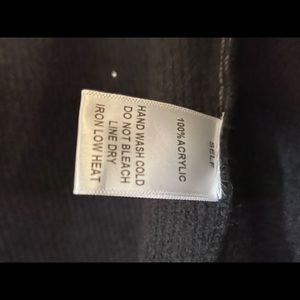 SELF
100%ACRYLIC
HAND WASH COLD
DO NOT BLEACH
LINE DRY
IRON LOW HEAT